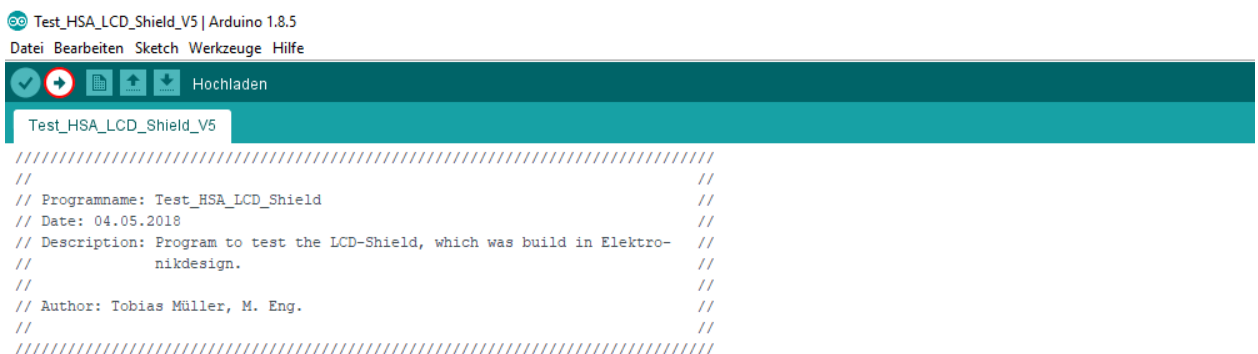 Test_HSA_LCD_Shield_V5 | Arduino 1.8.5
Datei Bearbeiten Sketch Werkzeuge Hilfe
Hochladen
Test_HSA_LCD_Shield_V5
////////////////////////////////////////////////////////////////////////////////
//                                                                            //
// Programname: Test_HSA_LCD_Shield                                           //
// Date: 04.05.2018                                                           //
// Description: Program to test the LCD-Shield, which was build in Elektro-   //
//              nikdesign.                                                    //
//                                                                            //
// Author: Tobias Müller, M. Eng.                                             //
//                                                                            //
////////////////////////////////////////////////////////////////////////////////